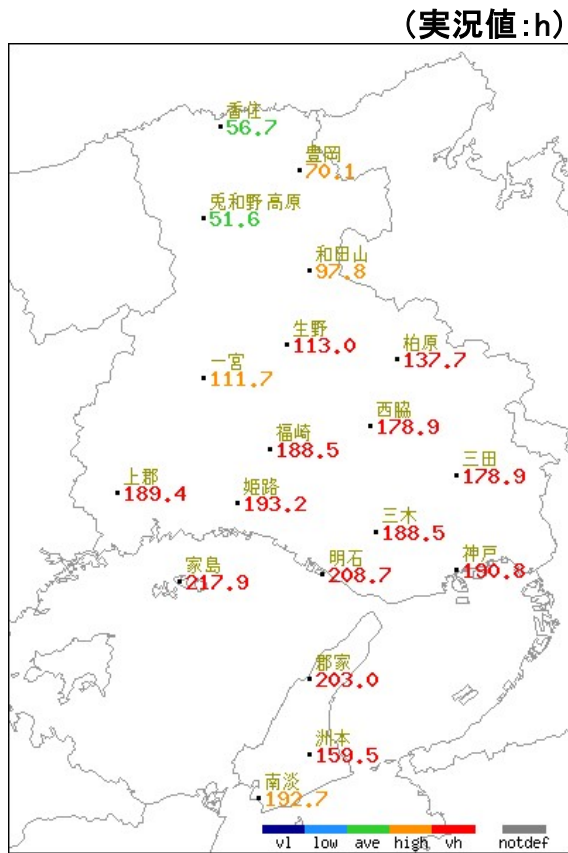 (実況値:h)
香住
56.7
豊岡
70.1
兎和野高原
51.6
和田山
97.8
生野
113.0
柏原
137.7
一宮
111.7
西脇
178.9
福崎
188.5
三田
178.9
上郡
189.4
姫路
193.2
三木
188.5
家島
217.9
明石
208.7
神戸
190.8
郡家
203.0
洲本
159.5
南淡
192.7
vl low ave high vh notdef